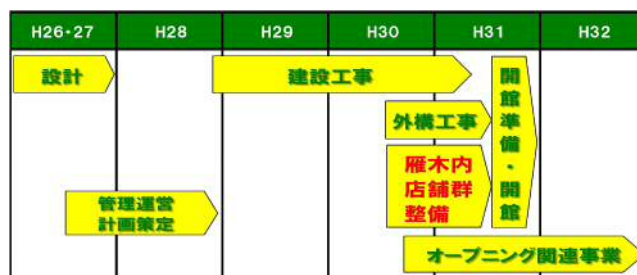 H26・27 H28 H29 H30 H31 H32
設計
建設工事
開館準備・開館
外構工事
雁木内
店舗群
整備
管理運営
計画策定
オープニング関連事業